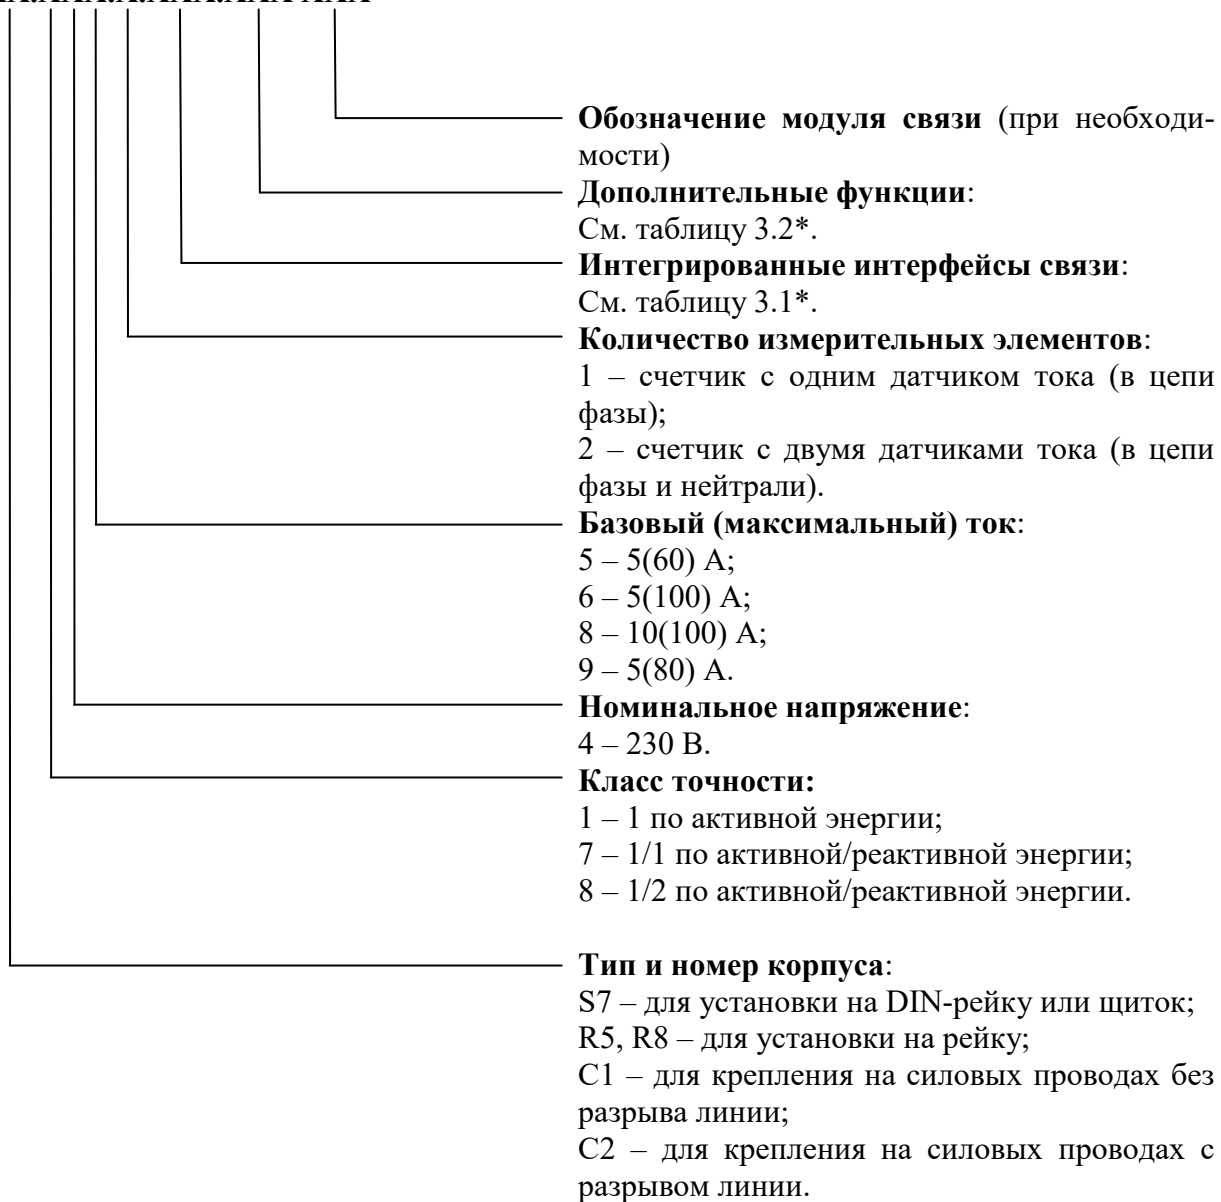 Обозначение модуля связи (при необходи-
мости)
Дополнительные функции:
См. таблицу 3.2*.
Интегрированные интерфейсы связи:
См. таблицу 3.1*.
Количество измерительных элементов:
1 – счетчик с одним датчиком тока (в цепи
фазы);
2 – счетчик с двумя датчиками тока (в цепи
фазы и нейтрали).
Базовый (максимальный) ток:
5 – 5(60) А;
6 – 5(100) А;
8 – 10(100) А;
9 – 5(80) А.
Номинальное напряжение:
4 – 230 В.
Класс точности:
1 – 1 по активной энергии;
7 – 1/1 по активной/реактивной энергии;
8 – 1/2 по активной/реактивной энергии.
Тип и номер корпуса:
S7 – для установки на DIN-рейку или щиток;
R5, R8 – для установки на рейку;
С1 – для крепления на силовых проводах без
разрыва линии;
С2 – для крепления на силовых проводах с
разрывом линии.